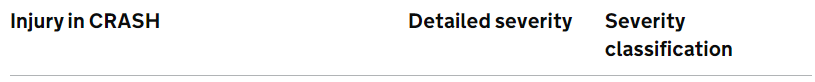 Injury in CRASH Detailed severity Severity
classification